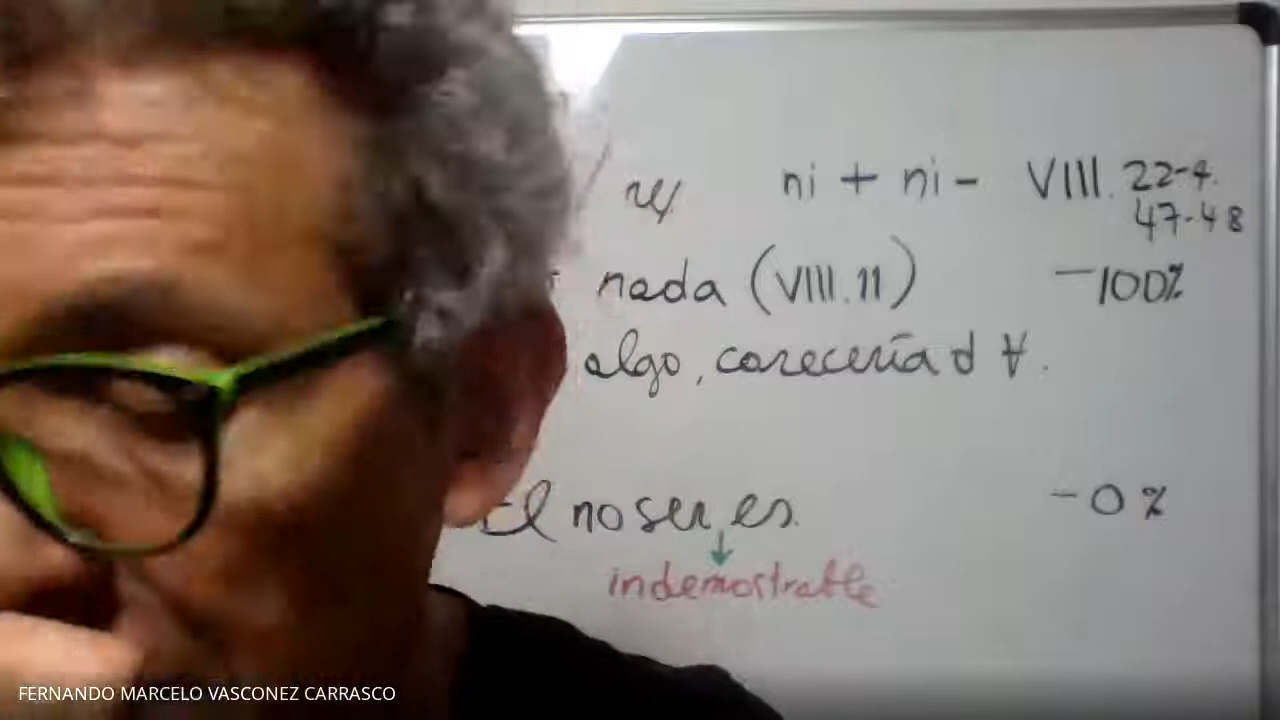 ni + ni - VIII. 22-4.
47-48
nada (VIII.11) -100%
algo, carecería d ∀.
El no ser, es. -0%
↓
indemostrable
FERNANDO MARCELO VASCONEZ CARRASCO